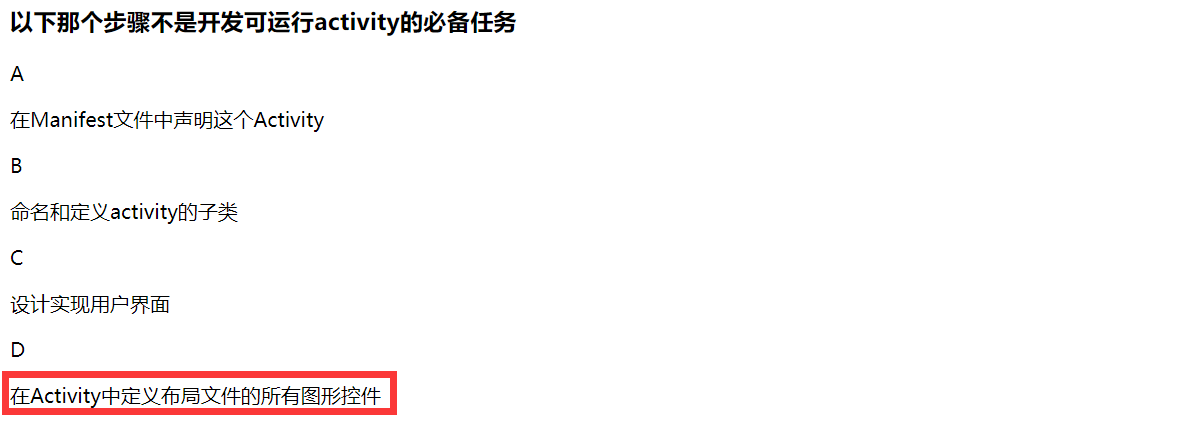 以下那个步骤不是开发可运行activity的必备任务
A
在Manifest文件中声明这个Activity
B
命名和定义activity的子类
C
设计实现用户界面
D
在Activity中定义布局文件的所有图形控件